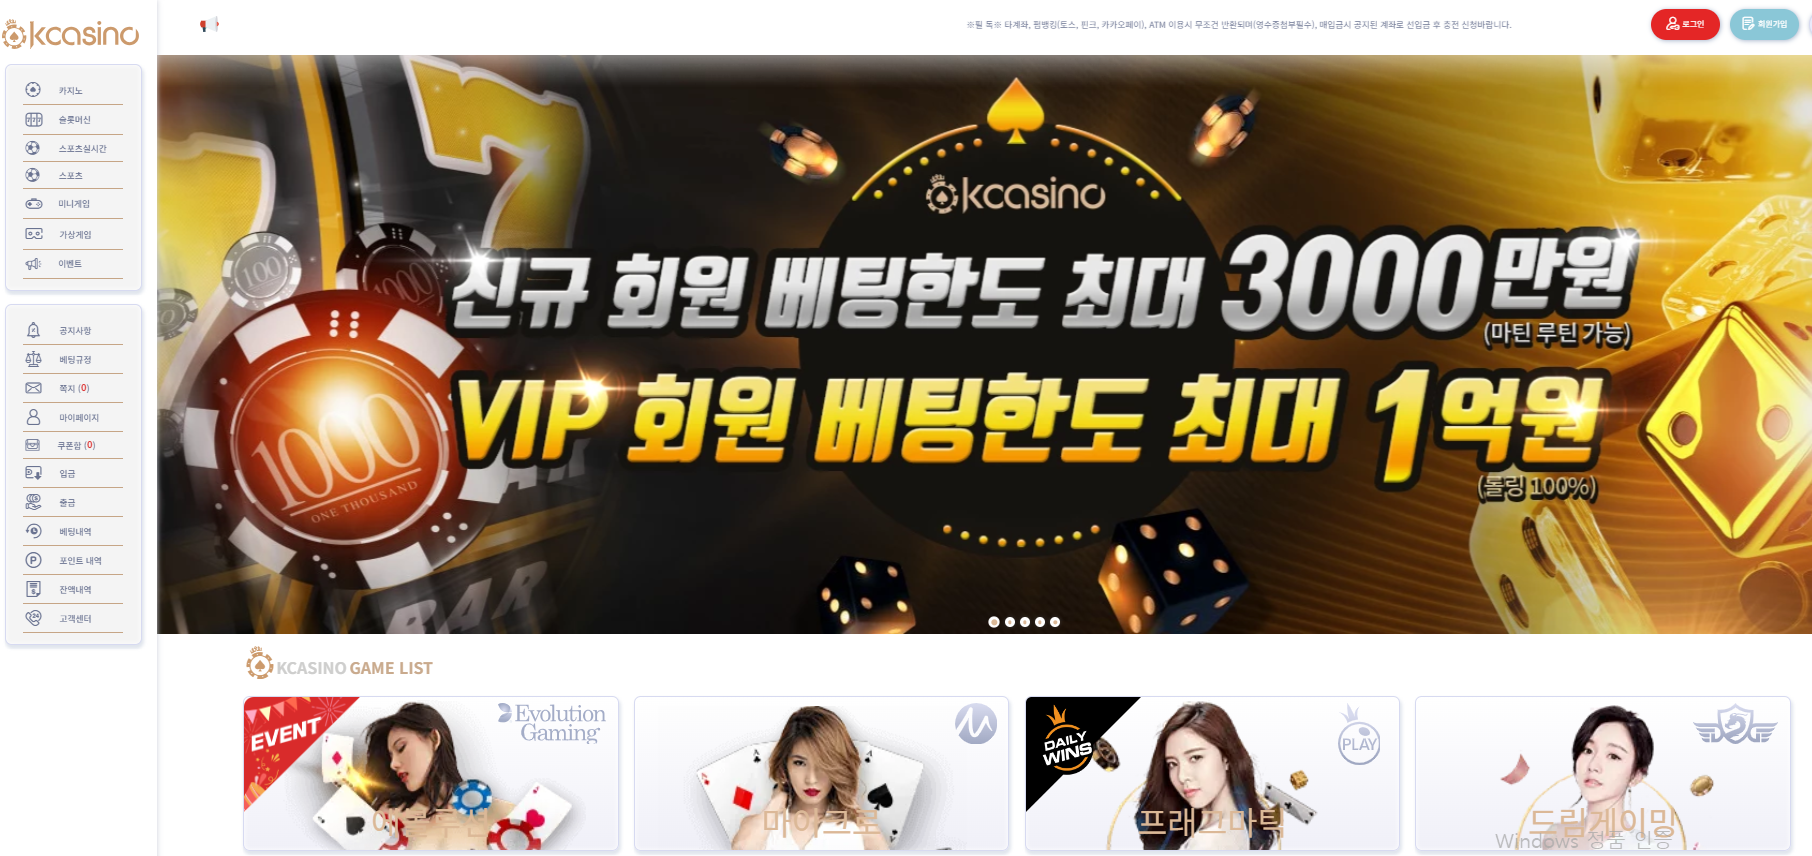 kcasino
※필 독※ 타계좌, 펌뱅킹(토스, 핀크, 카카오페이), ATM 이용시 무조건 반환되며(영수증첨부필수), 매입금시 공지된 계좌로 선입금 후 충전 신청바랍니다.
로그인
회원가입
카지노
슬롯머신
스포츠실시간
스포츠
미니게임
가상게임
이벤트
공지사항
베팅규정
쪽지 (0)
마이페이지
쿠폰함 (0)
입금
출금
베팅내역
포인트 내역
잔액내역
고객센터
777
7
kcasino
신규 회원 베팅한도 최대 3000만원
(마틴 루틴 가능)
VIP 회원 베팅한도 최대 1억원
(롤링 100%)
100
100
1000
ONE THOUSAND
BAR
KCASINO GAME LIST
EVENT
Evolution
Gaming
에볼루션
마이크로
DAILY
WINS
PLAY
프래그마틱
DG
드림게이밍
Windows 정품 인증